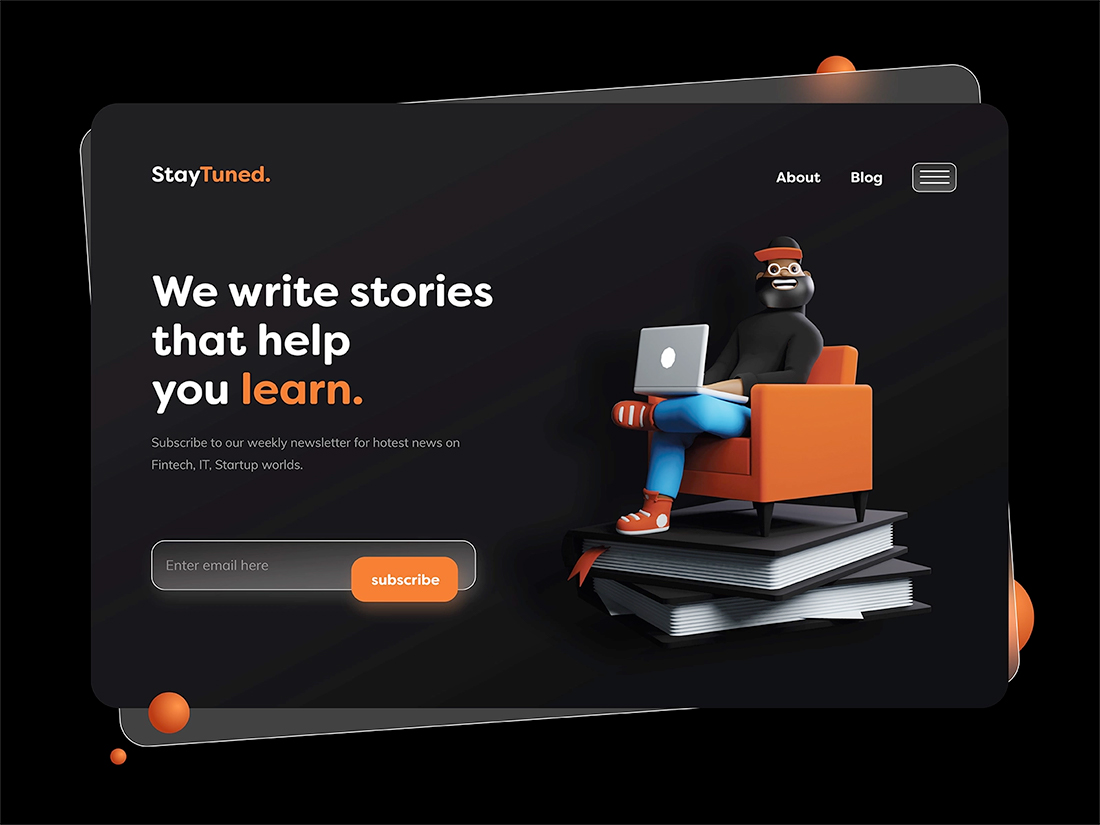 StayTuned.
About
Blog
We write stories
that help
you learn.
Subscribe to our weekly newsletter for hotest news on
Fintech, IT, Startup worlds.
Enter email here
subscribe